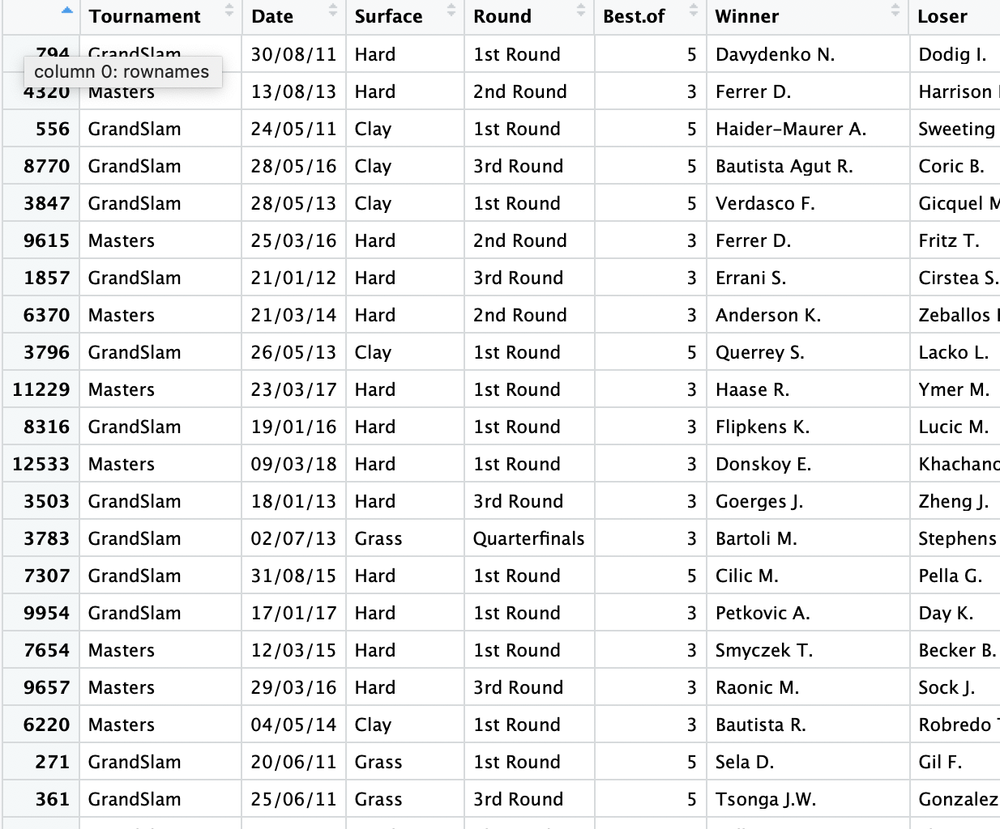 Tournament Date Surface Round Best.of Winner Loser
794 GrandSlam 30/08/11 Hard 1st Round 5 Davydenko N. Dodig I.
column 0: rownames
4320 Masters 13/08/13 Hard 2nd Round 3 Ferrer D. Harrison
556 GrandSlam 24/05/11 Clay 1st Round 5 Haider-Maurer A. Sweeting
8770 GrandSlam 28/05/16 Clay 3rd Round 5 Bautista Agut R. Coric B.
3847 GrandSlam 28/05/13 Clay 1st Round 5 Verdasco F. Gicquel
9615 Masters 25/03/16 Hard 2nd Round 3 Ferrer D. Fritz T.
1857 GrandSlam 21/01/12 Hard 3rd Round 3 Errani S. Cirstea S.
6370 Masters 21/03/14 Hard 2nd Round 3 Anderson K. Zeballos
3796 GrandSlam 26/05/13 Clay 1st Round 5 Querrey S. Lacko L.
11229 Masters 23/03/17 Hard 1st Round 3 Haase R. Ymer M.
8316 GrandSlam 19/01/16 Hard 1st Round 3 Flipkens K. Lucic M.
12533 Masters 09/03/18 Hard 1st Round 3 Donskoy E. Khachano
3503 GrandSlam 18/01/13 Hard 3rd Round 3 Goerges J. Zheng J.
3783 GrandSlam 02/07/13 Grass Quarterfinals 3 Bartoli M. Stephens
7307 GrandSlam 31/08/15 Hard 1st Round 5 Cilic M. Pella G.
9954 GrandSlam 17/01/17 Hard 1st Round 3 Petkovic A. Day K.
7654 Masters 12/03/15 Hard 1st Round 3 Smyczek T. Becker B.
9657 Masters 29/03/16 Hard 3rd Round 3 Raonic M. Sock J.
6220 Masters 04/05/14 Clay 1st Round 3 Bautista R. Robredo
271 GrandSlam 20/06/11 Grass 1st Round 5 Sela D. Gil F.
361 GrandSlam 25/06/11 Grass 3rd Round 5 Tsonga J.W. Gonzalez